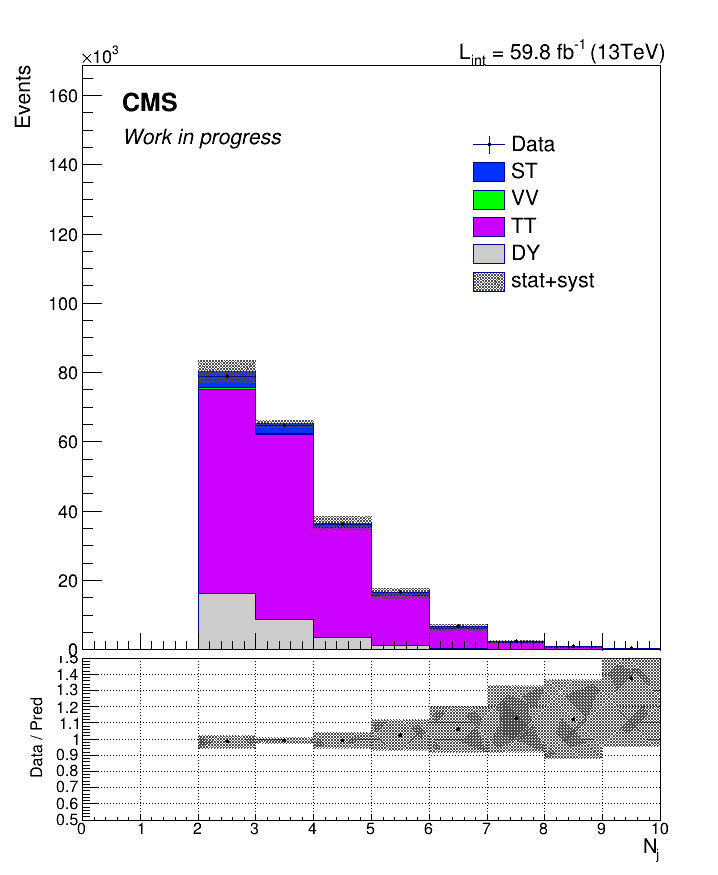 ×10³
L_int = 59.8 fb⁻¹ (13TeV)
Events
CMS
Work in progress
Data
ST
VV
TT
DY
stat+syst
160
140
120
100
80
60
40
20
0
Data / Pred
1.5
1.4
1.3
1.2
1.1
1
0.9
0.8
0.7
0.6
0.5
0 1 2 3 4 5 6 7 8 9 10
N_j